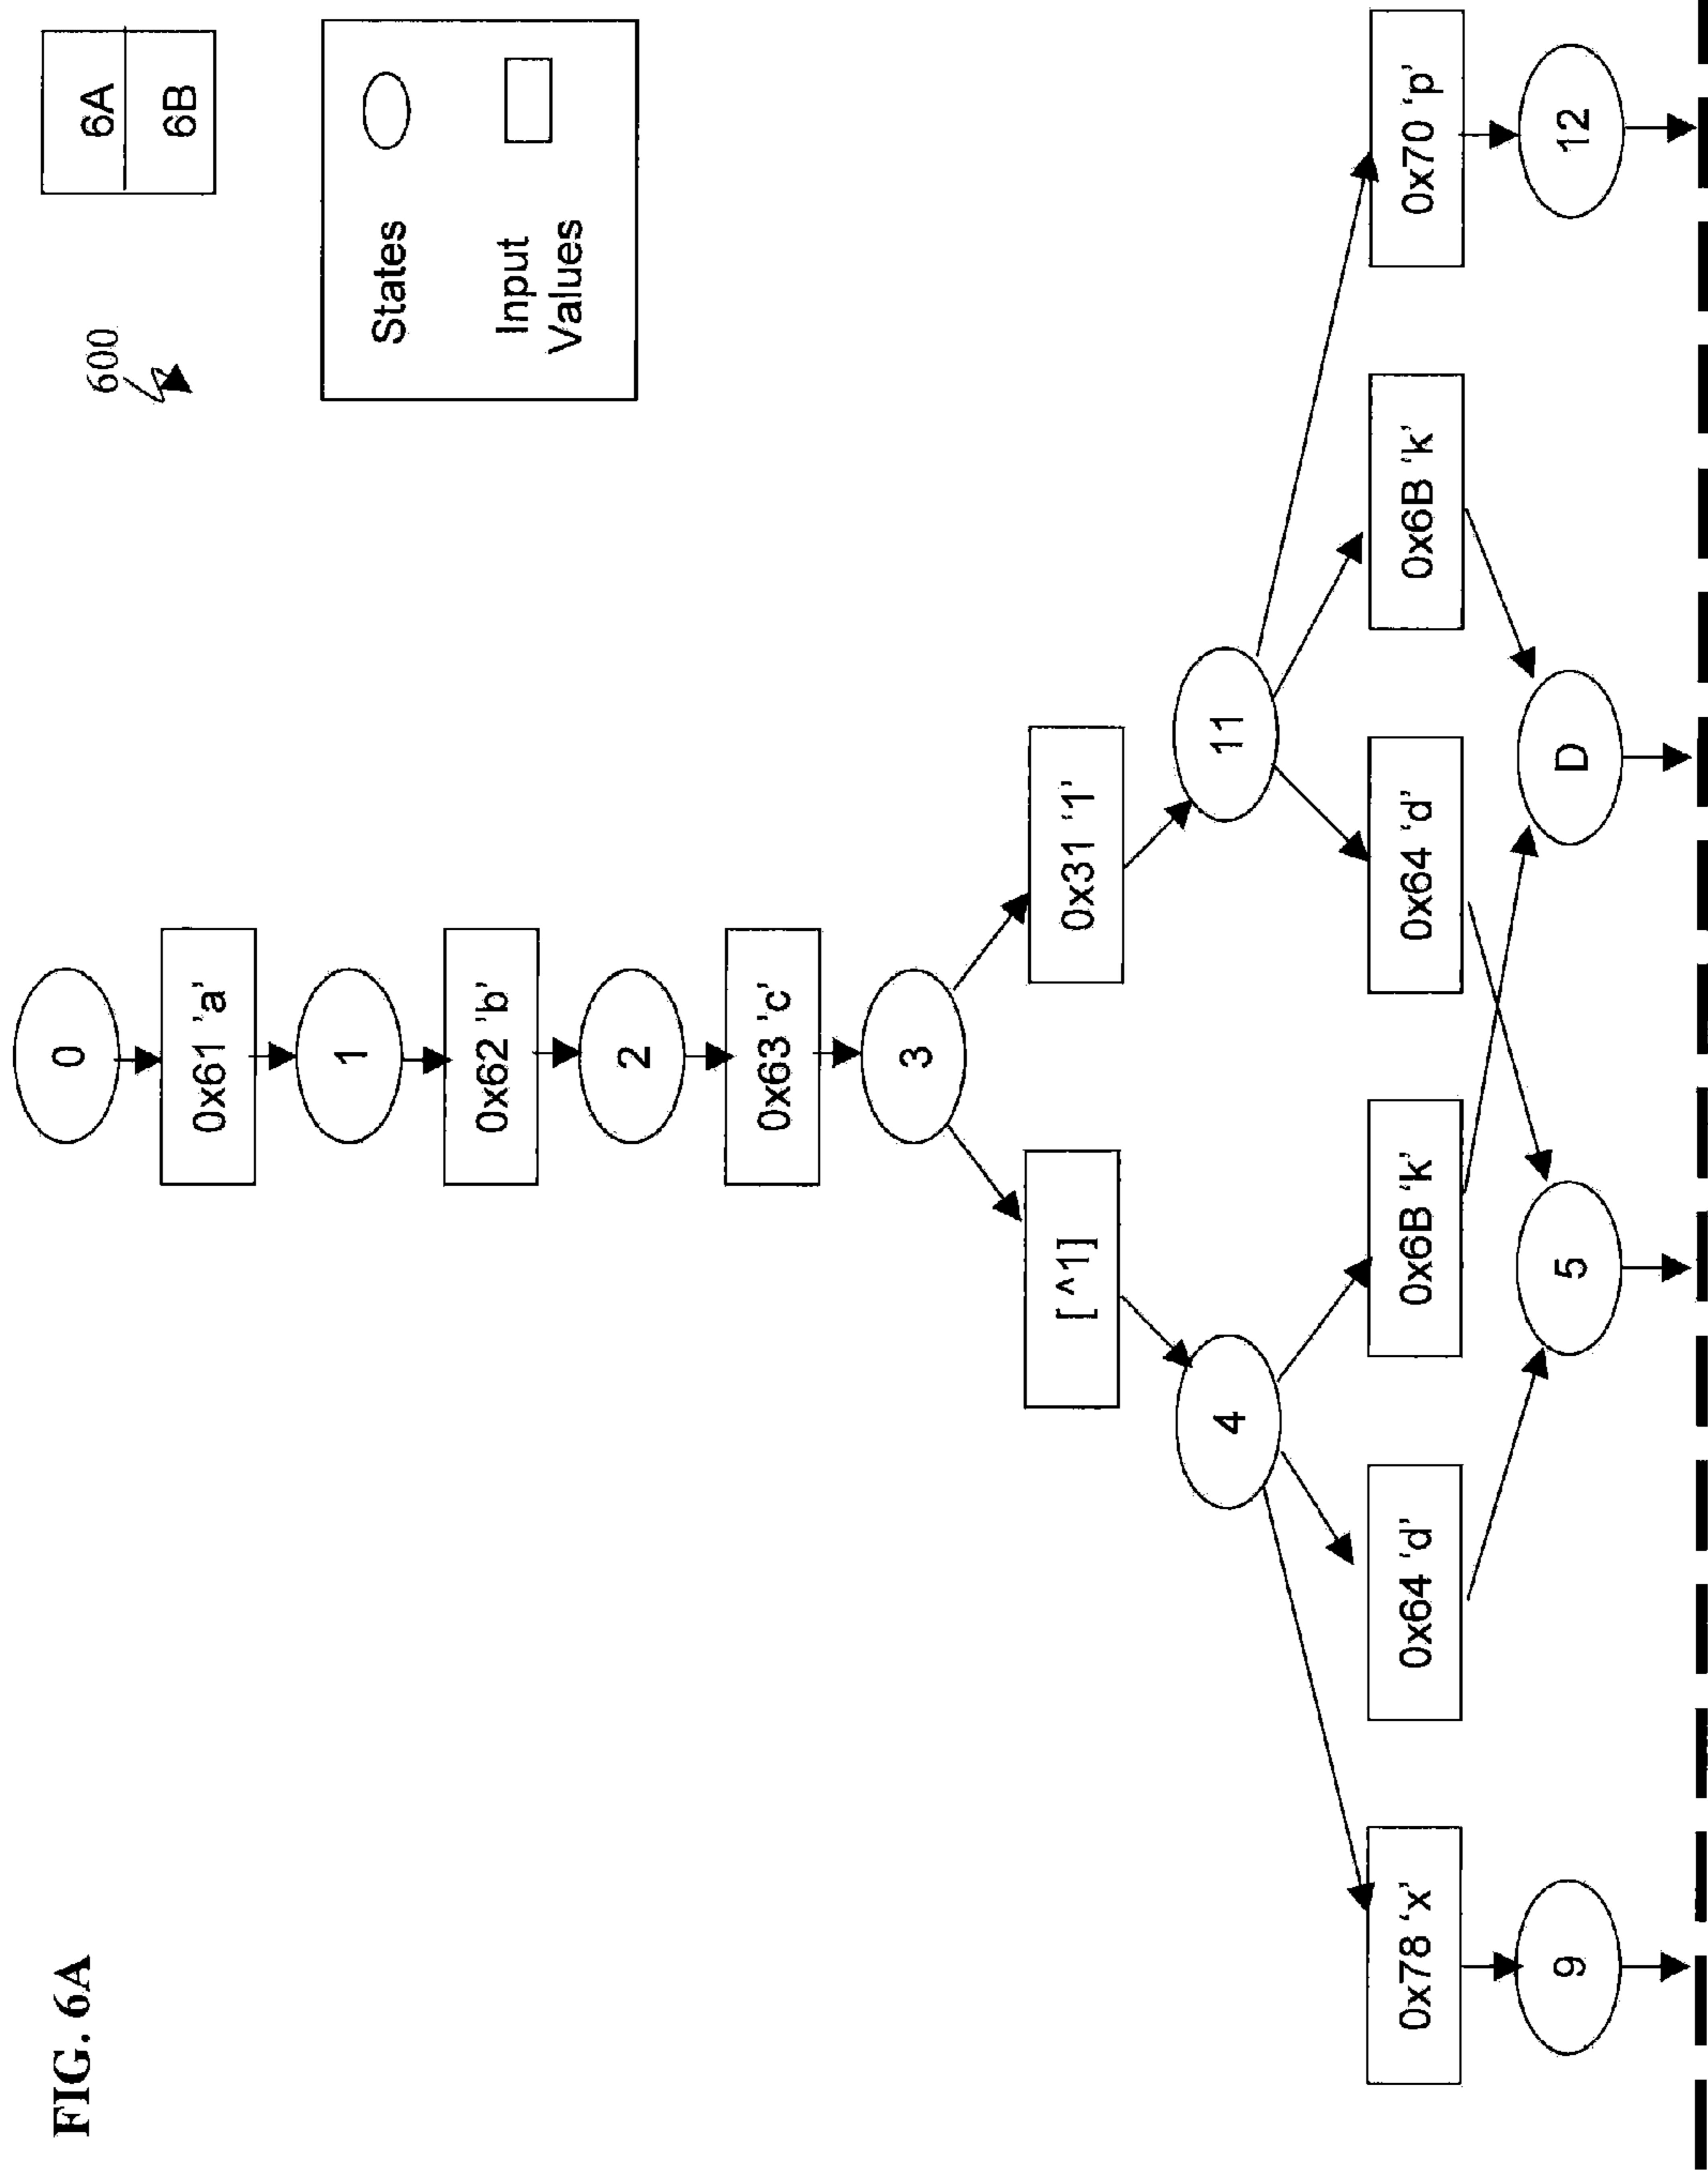 FIG. 6A
600
6A
6B
States
Input
Values
0
0x61 'a'
1
0x62 'b'
2
0x63 'c'
3
[ ^1]
0x31 '1'
4
11
0x78 'x'
0x64 'd'
0x6B 'k'
0x64 'd'
0x6B 'k'
0x70 'p'
9
5
D
12